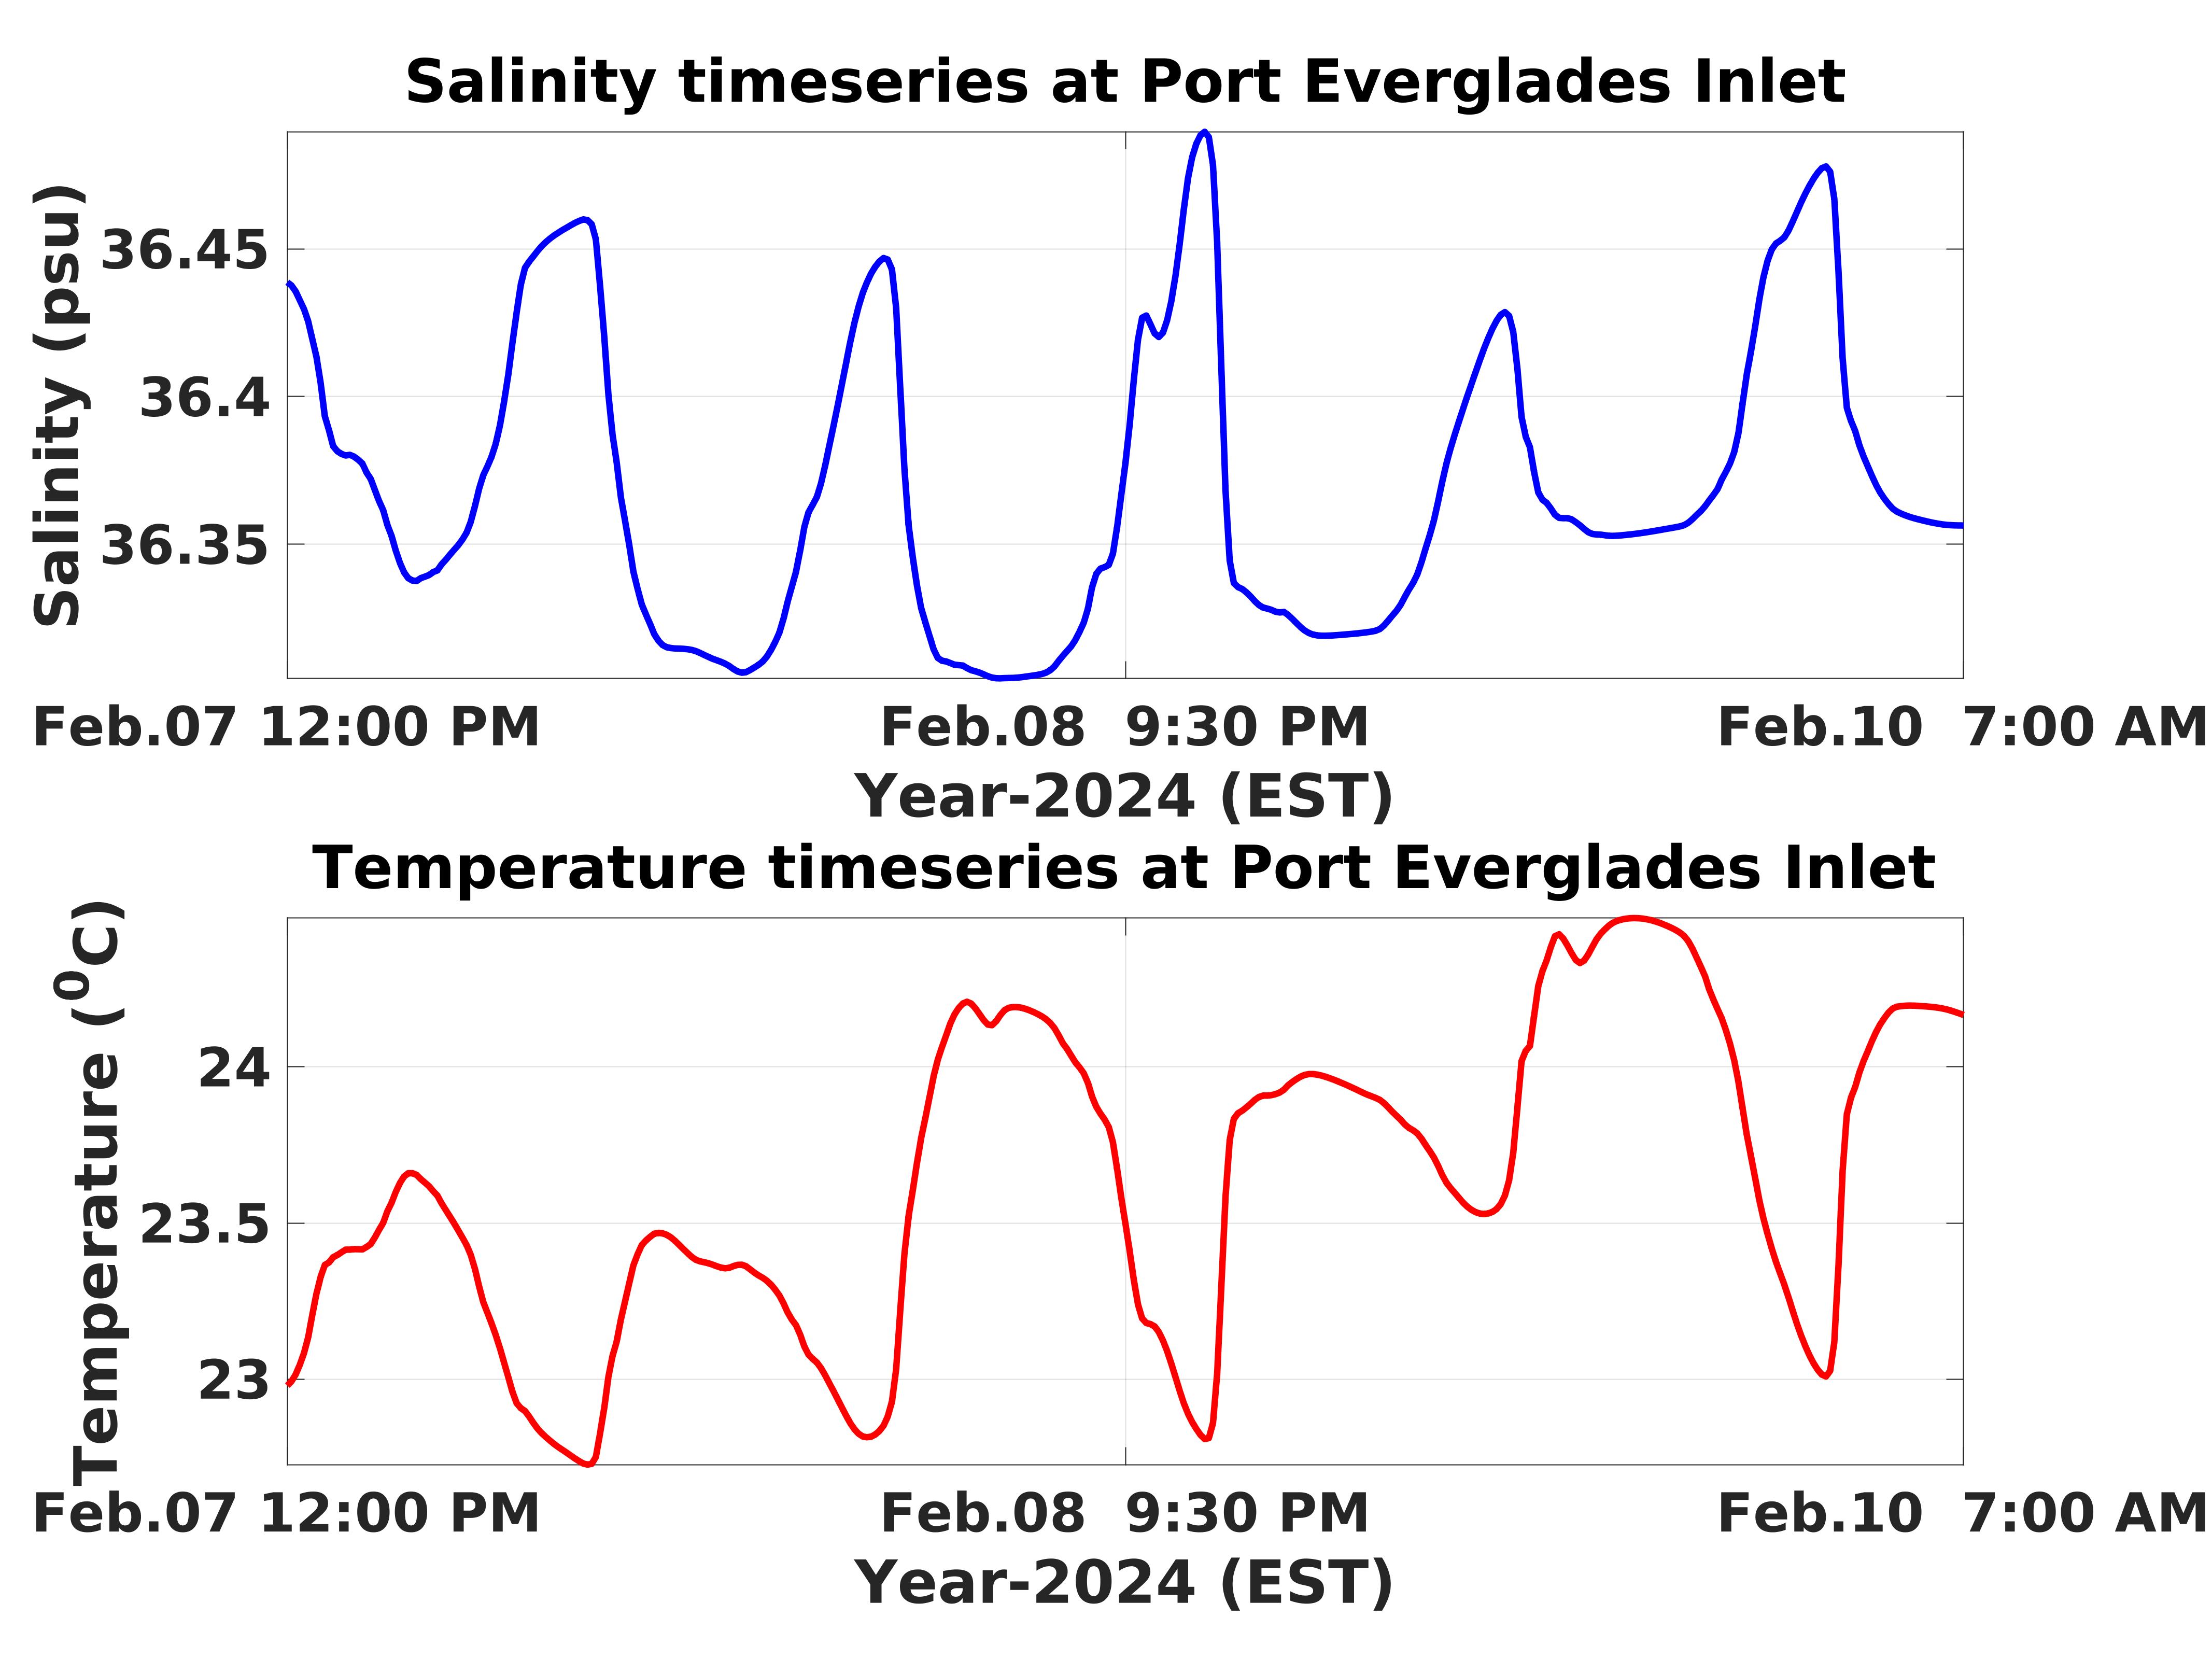 Salinity timeseries at Port Everglades Inlet
Salinity (psu)
36.45
36.4
36.35
Feb.07 12:00 PM Feb.08 9:30 PM Feb.10 7:00 AM
Year-2024 (EST)
Temperature timeseries at Port Everglades Inlet
Temperature (⁰C)
24
23.5
23
Feb.07 12:00 PM Feb.08 9:30 PM Feb.10 7:00 AM
Year-2024 (EST)